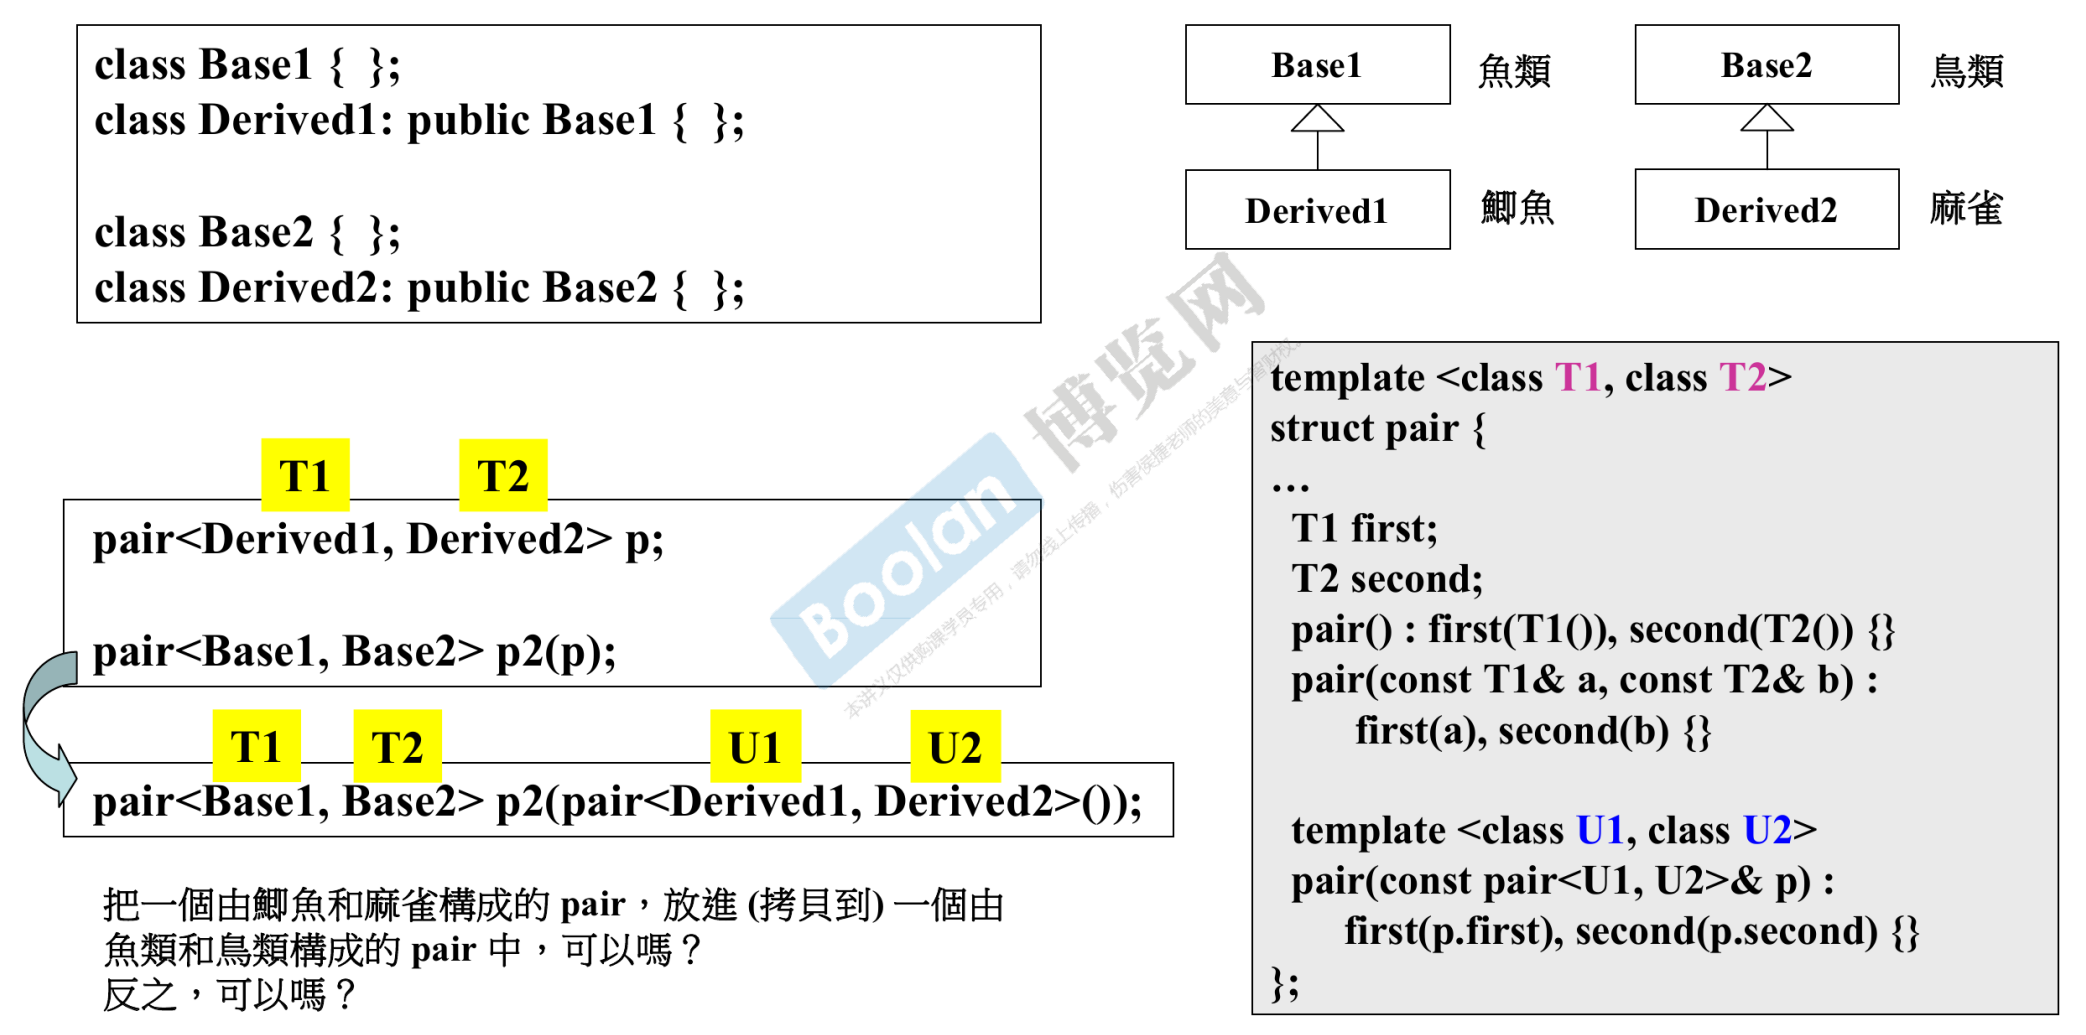 class Base1 {  };
class Derived1: public Base1 {  };
class Base2 {  };
class Derived2: public Base2 {  };
Base1
魚類
Base2
鳥類
Derived1
鯽魚
Derived2
麻雀
T1
T2
pair<Derived1, Derived2> p;
pair<Base1, Base2> p2(p);
T1
T2
U1
U2
pair<Base1, Base2> p2(pair<Derived1, Derived2>());
把一個由鯽魚和麻雀構成的 pair，放進 (拷貝到) 一個由
魚類和鳥類構成的 pair 中，可以嗎？
反之，可以嗎？
template <class T1, class T2>
struct pair {
…
T1 first;
T2 second;
pair() : first(T1()), second(T2()) {}
pair(const T1& a, const T2& b) :
first(a), second(b) {}
template <class U1, class U2>
pair(const pair<U1, U2>& p) :
first(p.first), second(p.second) {}
};
Boolan
博览网
本讲义仅供购课学员专用，请勿线上传播，伤害侯捷老师的美意与智财权。